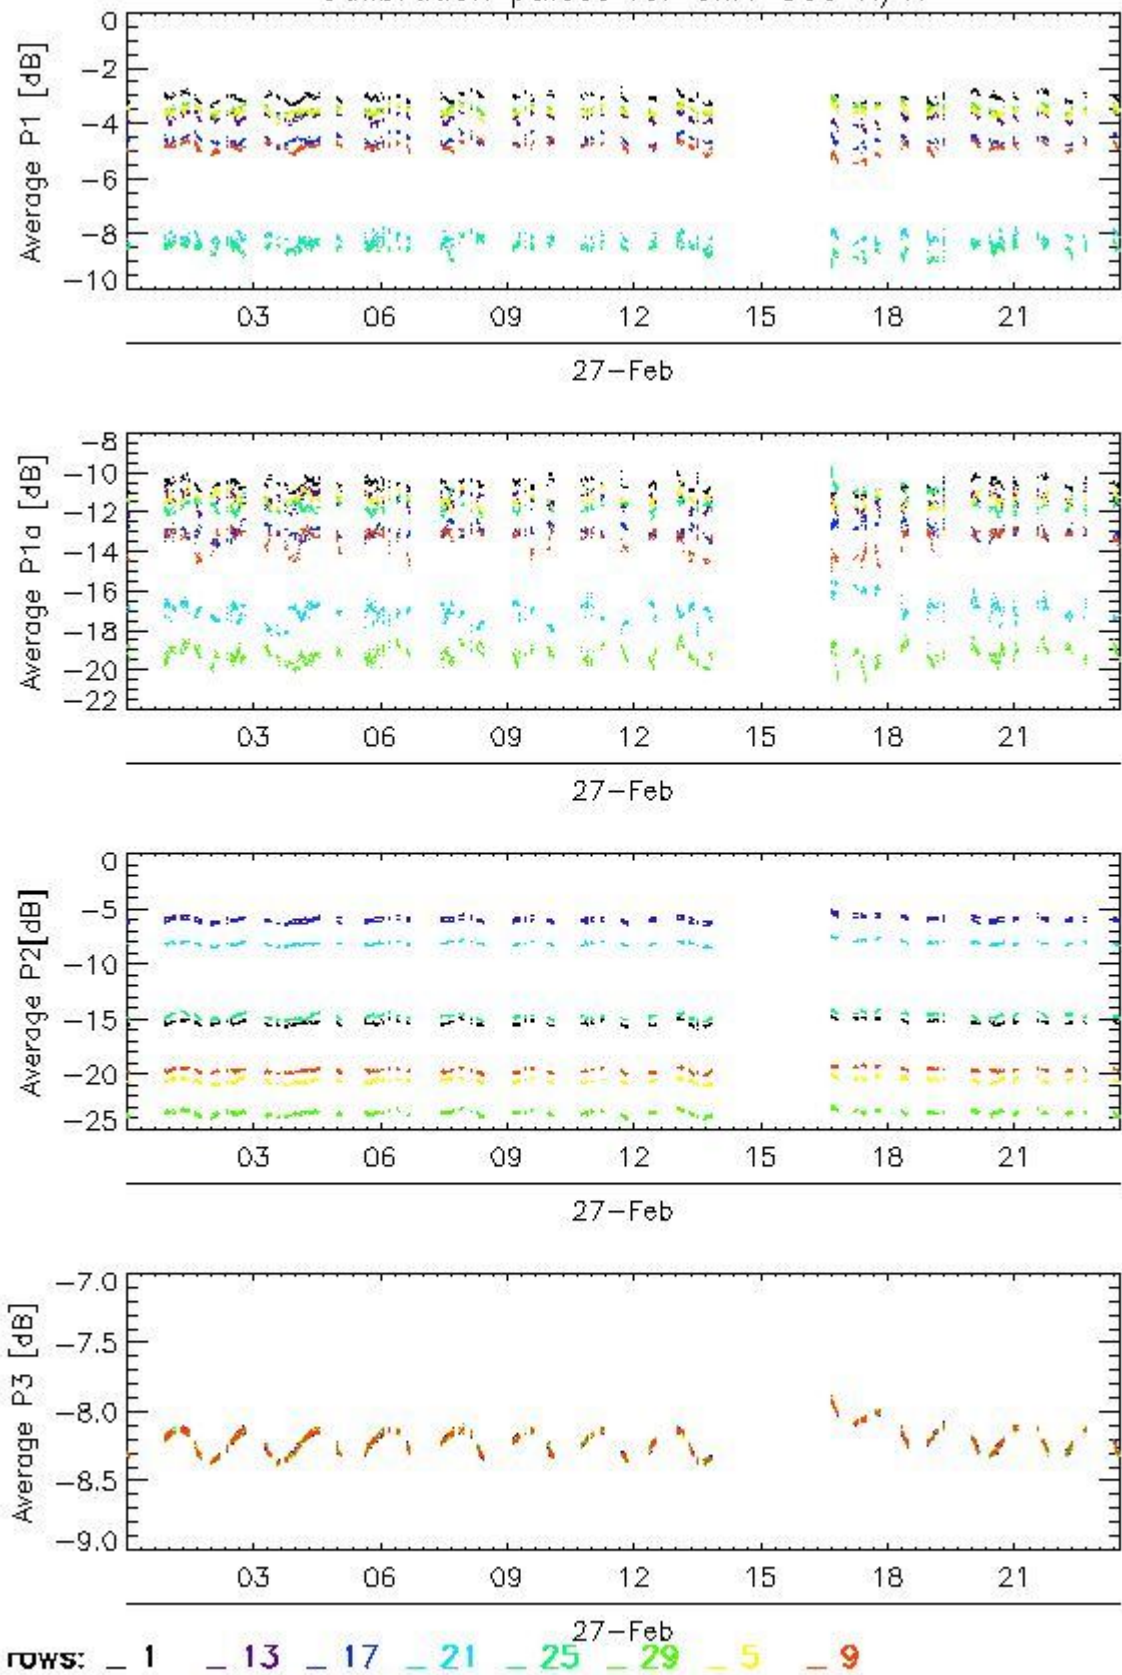 0
−2
−4
−6
−8
−10
Average P1 [dB]
03 06 09 12 15 18 21
27−Feb
−8
−10
−12
−14
−16
−18
−20
−22
Average P1a [dB]
03 06 09 12 15 18 21
27−Feb
0
−5
−10
−15
−20
−25
Average P2[dB]
03 06 09 12 15 18 21
27−Feb
−7.0
−7.5
−8.0
−8.5
−9.0
Average P3 [dB]
03 06 09 12 15 18 21
27−Feb
rows: _ 1 _ 13 _ 17 _ 21 _ 25 _ 29 _ 5 _ 9